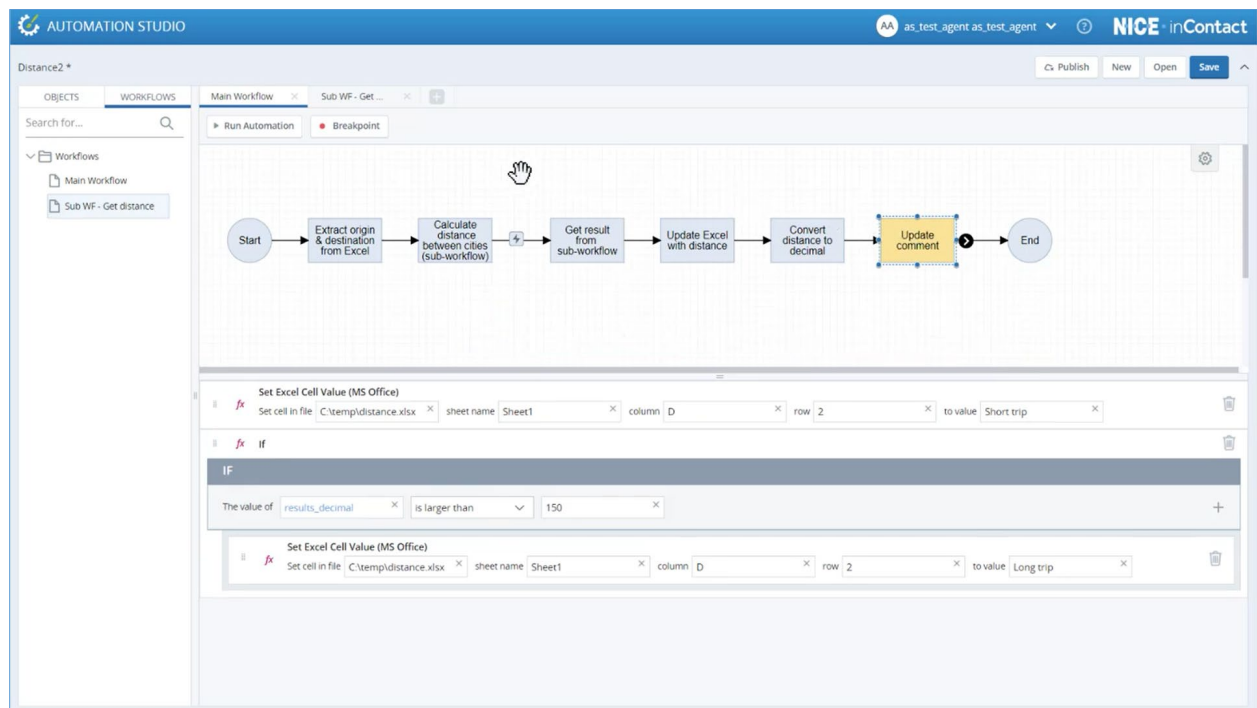 AUTOMATION STUDIO
AA as_test_agent as_test_agent
NICE inContact
Distance2 *
Publish New Open Save
OBJECTS WORKFLOWS
Main Workflow
Sub WF - Get ...
Search for...
Run Automation
Breakpoint
Workflows
Main Workflow
Sub WF - Get distance
Start
Extract origin
& destination
from Excel
Calculate
distance
between cities
(sub-workflow)
Get result
from
sub-workflow
Update Excel
with distance
Convert
distance to
decimal
Update
comment
End
Set Excel Cell Value (MS Office)
Set cell in file C:\temp\distance.xlsx sheet name Sheet1 column D row 2 to value Short trip
fx If
IF
The value of results_decimal is larger than 150
Set Excel Cell Value (MS Office)
fx Set cell in file C:\temp\distance.xlsx sheet name Sheet1 column D row 2 to value Long trip